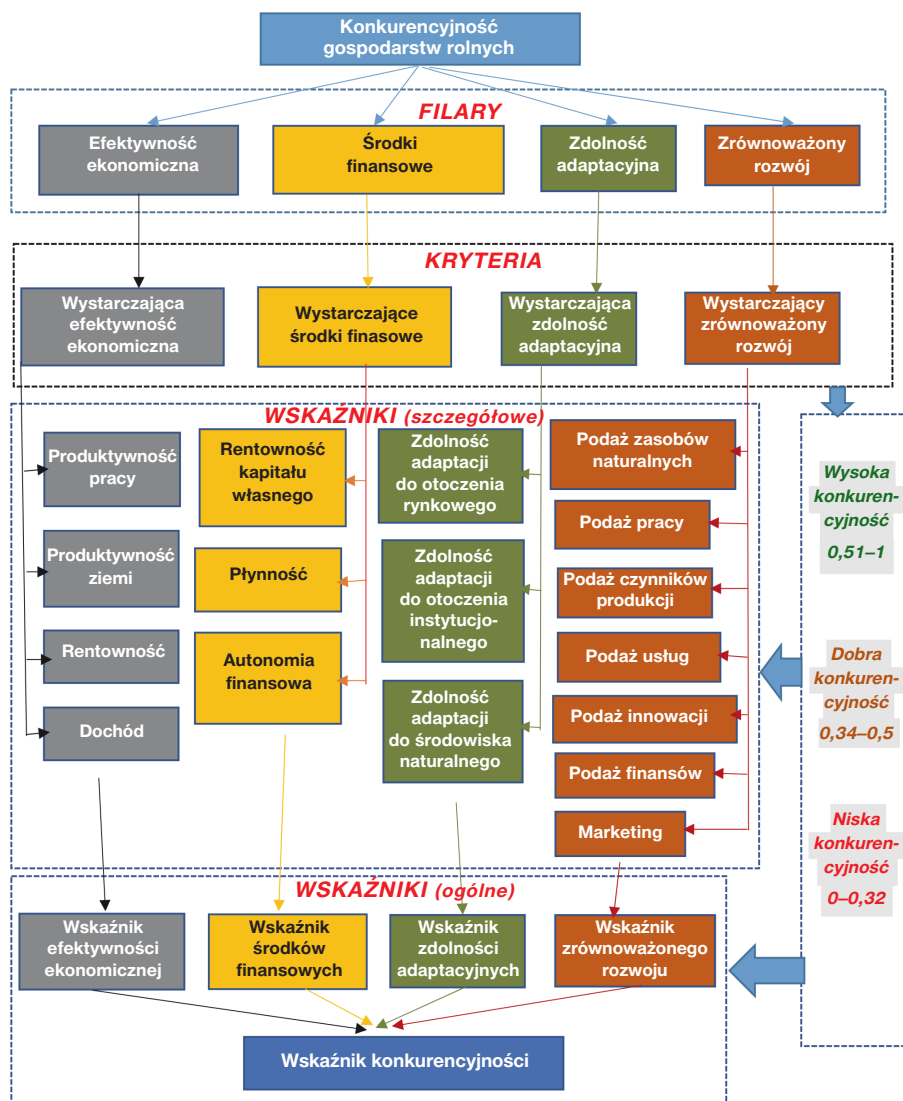 Konkurencyjność
gospodarstw rolnych
FILARY
Efektywność
ekonomiczna
Środki
finansowe
Zdolność
adaptacyjna
Zrównoważony
rozwój
KRYTERIA
Wystarczająca
efektywność
ekonomiczna
Wystarczające
środki finasowe
Wystarczająca
zdolność
adaptacyjna
Wystarczający
zrównoważony
rozwój
WSKAŹNIKI (szczegółowe)
Produktywność
pracy
Produktywność
ziemi
Rentowność
Dochód
Rentowność
kapitału
własnego
Płynność
Autonomia
finansowa
Zdolność
adaptacji
do otoczenia
rynkowego
Zdolność
adaptacji
do otoczenia
instytucjo-
nalnego
Zdolność
adaptacji
do środowiska
naturalnego
Podaż zasobów
naturalnych
Podaż pracy
Podaż czynników
produkcji
Podaż usług
Podaż innowacji
Podaż finansów
Marketing
Wysoka
konkuren-
cyjność
0,51–1
Dobra
konkuren-
cyjność
0,34–0,5
Niska
konkuren-
cyjność
0–0,32
WSKAŹNIKI (ogólne)
Wskaźnik
efektywności
ekonomicznej
Wskaźnik
środków
finansowych
Wskaźnik
zdolności
adaptacyjnych
Wskaźnik
zrównoważonego
rozwoju
Wskaźnik konkurencyjności